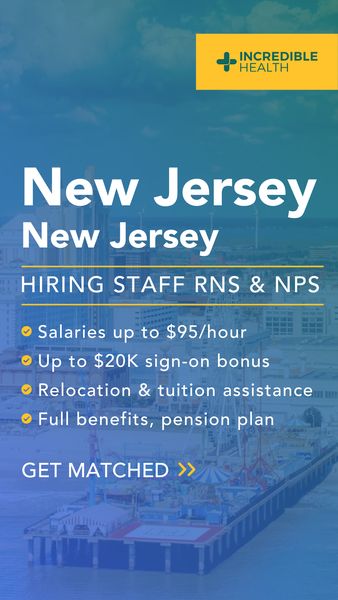 INCREDIBLE
HEALTH
New Jersey
New Jersey
HIRING STAFF RNS & NPS
Salaries up to $95/hour
Up to $20K sign-on bonus
Relocation & tuition assistance
Full benefits, pension plan
GET MATCHED